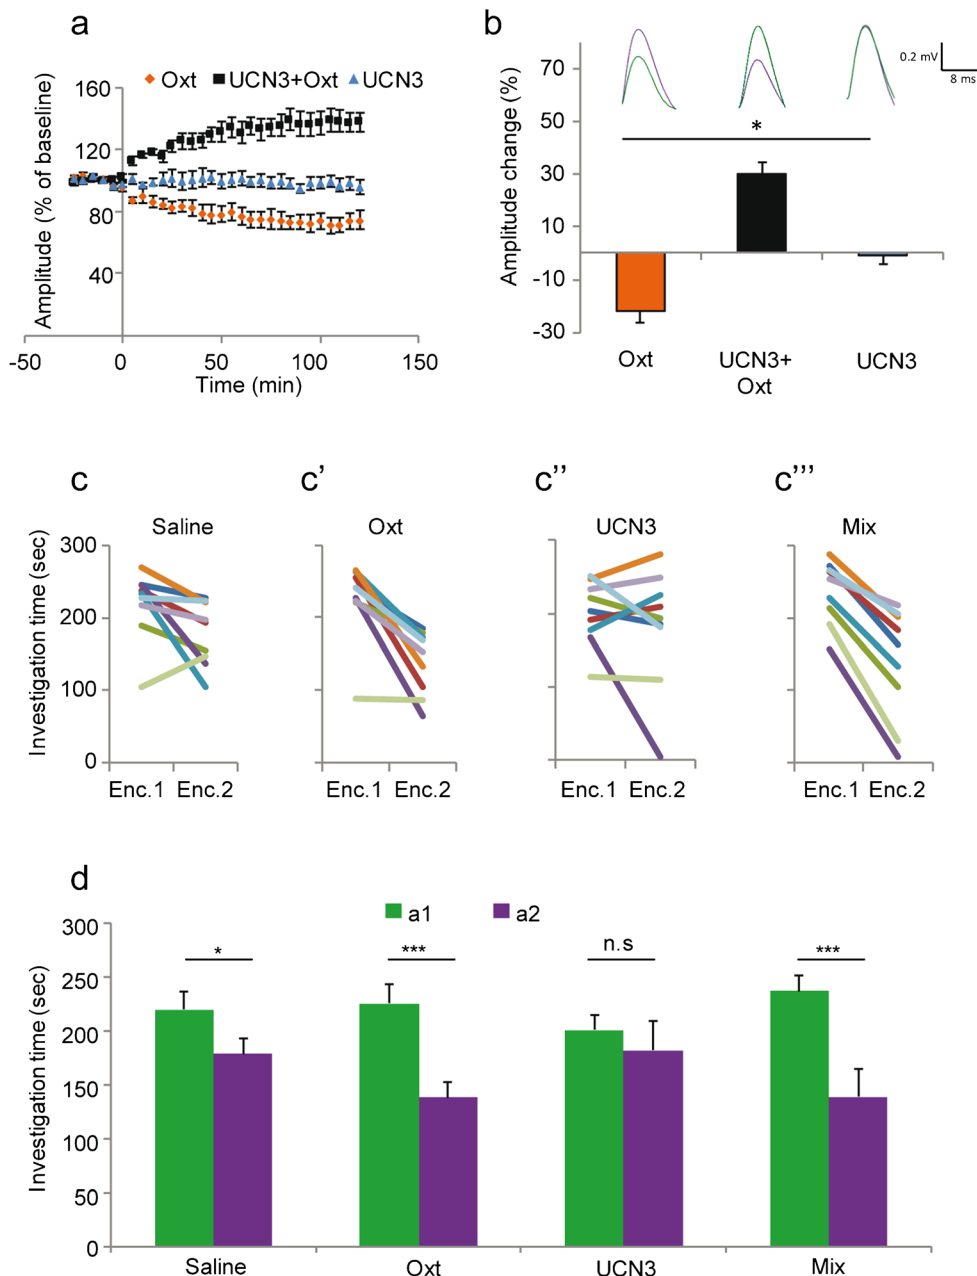 a
Oxt UCN3+Oxt UCN3
Amplitude (% of baseline)
160
120
80
40
-50 0 50 100 150
Time (min)
b
0.2 mV
8 ms
Amplitude change (%)
70
50
30
10
-10
-30
*
Oxt UCN3+ UCN3
Oxt
c c' c'' c'''
Saline Oxt UCN3 Mix
Investigation time (sec)
300
200
100
0
Enc.1 Enc.2 Enc.1 Enc.2 Enc.1 Enc.2 Enc.1 Enc.2
d
a1 a2
Investigation time (sec)
300
250
200
150
100
50
0
* *** n.s ***
Saline Oxt UCN3 Mix